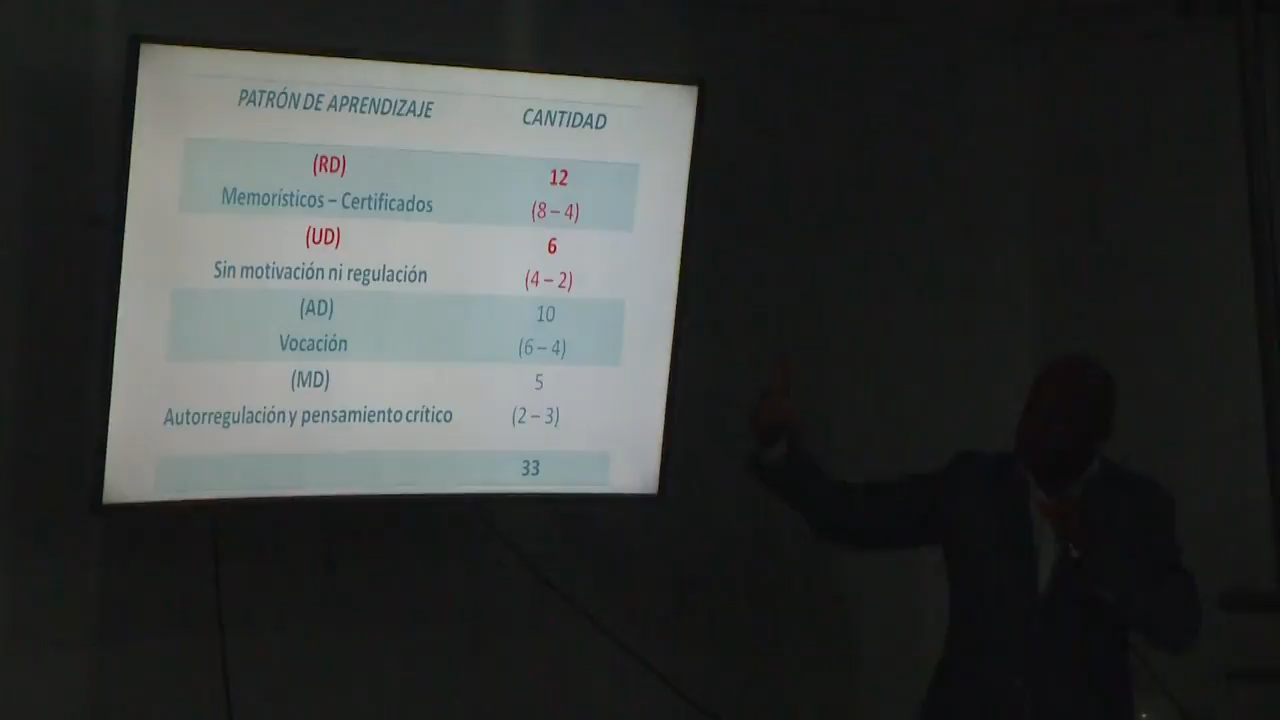 PATRÓN DE APRENDIZAJE CANTIDAD
(RD) 12
Memorísticos – Certificados (8 – 4)
(UD) 6
Sin motivación ni regulación (4 – 2)
(AD) 10
Vocación (6 – 4)
(MD) 5
Autorregulación y pensamiento crítico (2 – 3)
33